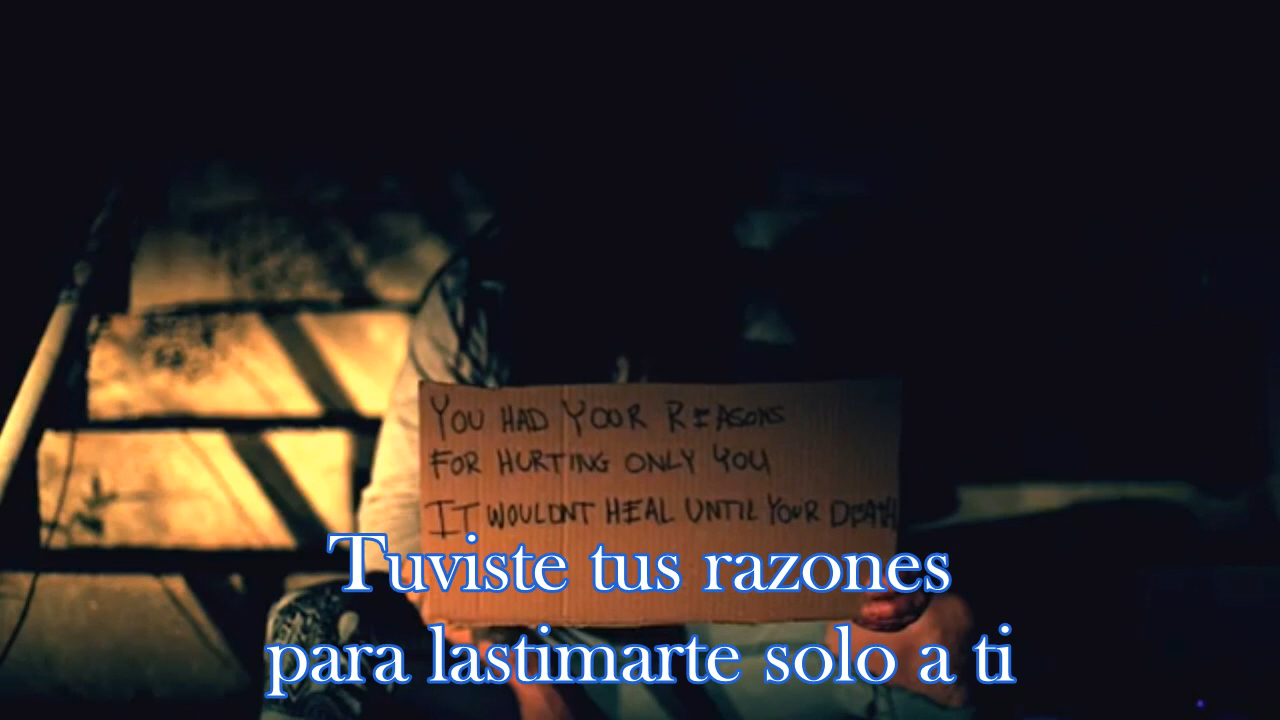 YOU HAD YOUR REASONS
FOR HURTING ONLY YOU
IT WOULDNT HEAL UNTIL YOUR DEATH
Tuviste tus razones
para lastimarte solo a ti